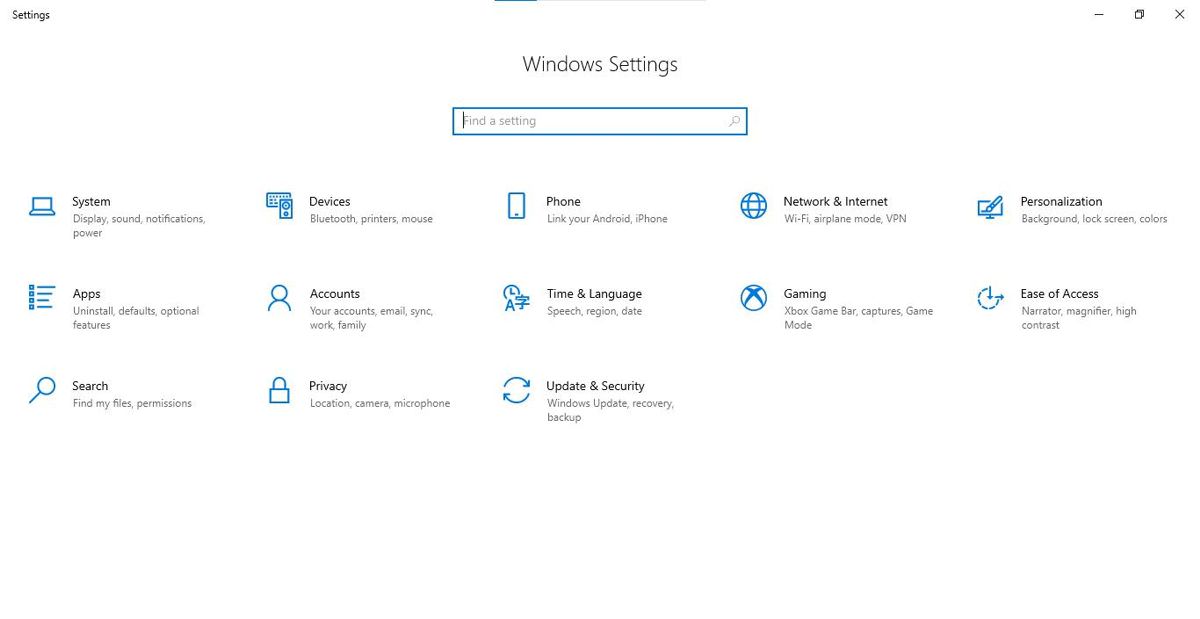 Settings
Windows Settings
Find a setting
System
Display, sound, notifications,
power
Devices
Bluetooth, printers, mouse
Phone
Link your Android, iPhone
Network & Internet
Wi-Fi, airplane mode, VPN
Personalization
Background, lock screen, colors
Apps
Uninstall, defaults, optional
features
Accounts
Your accounts, email, sync,
work, family
Time & Language
Speech, region, date
Gaming
Xbox Game Bar, captures, Game
Mode
Ease of Access
Narrator, magnifier, high
contrast
Search
Find my files, permissions
Privacy
Location, camera, microphone
Update & Security
Windows Update, recovery,
backup